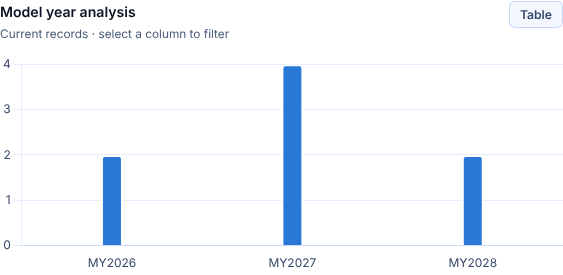 Model year analysis
Table
Current records · select a column to filter
4
3
2
1
0
MY2026 MY2027 MY2028